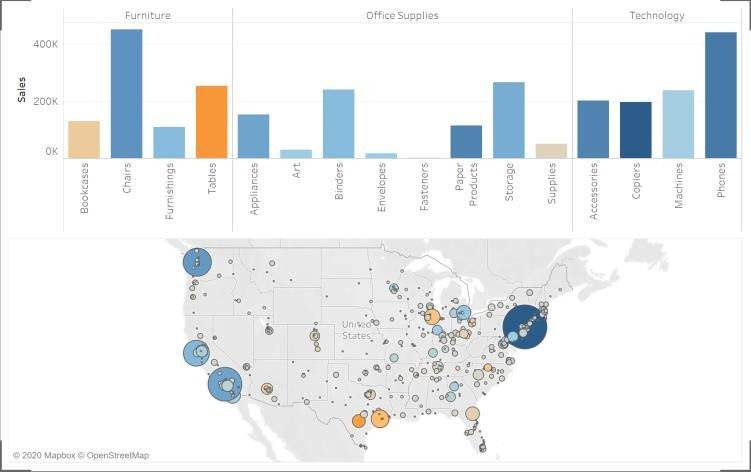 Furniture
Office Supplies
Technology
Sales
400K
200K
0K
Bookcases
Chairs
Furnishings
Tables
Appliances
Art
Binders
Envelopes
Fasteners
Paper
Products
Storage
Supplies
Accessories
Copiers
Machines
Phones
United
States
© 2020 Mapbox © OpenStreetMap